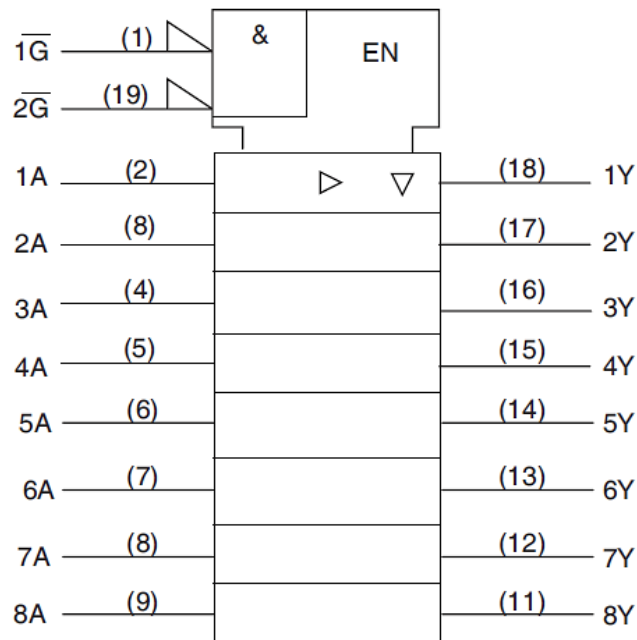 & EN
1G̅ (1)
2G̅ (19)
1A (2) (18) 1Y
2A (8) (17) 2Y
3A (4) (16) 3Y
4A (5) (15) 4Y
5A (6) (14) 5Y
6A (7) (13) 6Y
7A (8) (12) 7Y
8A (9) (11) 8Y